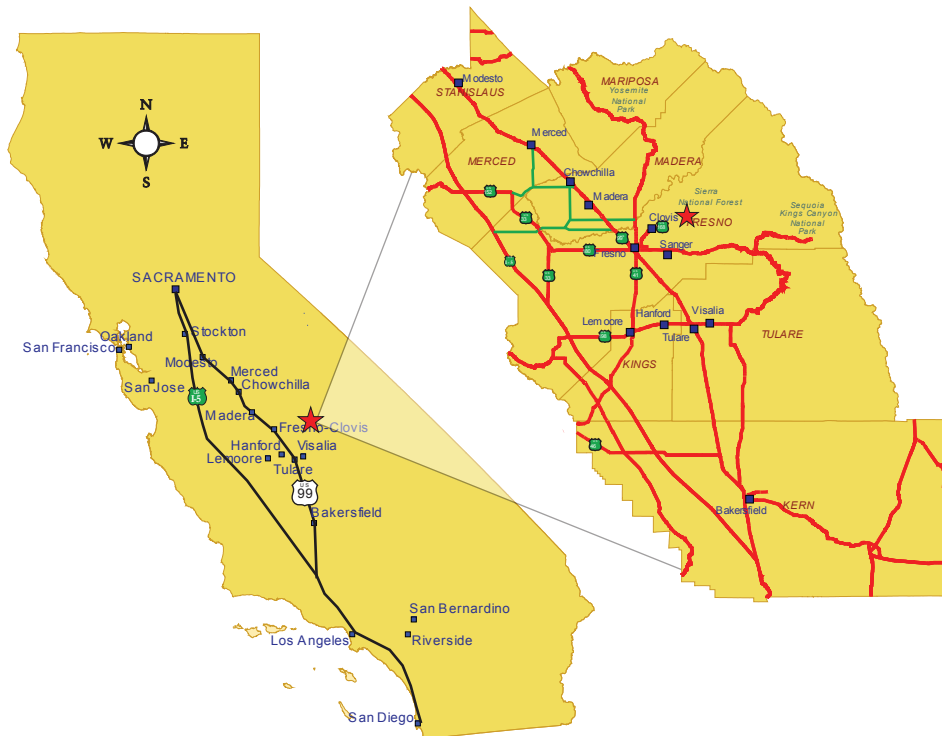 N
W
E
S
SACRAMENTO
Stockton
Oakland
San Francisco
Modesto
Merced
San Jose
Chowchilla
I-5
Madera
Fresno-Clovis
Hanford
Visalia
Lemoore
Tulare
US
99
Bakersfield
San Bernardino
Los Angeles
Riverside
San Diego
Modesto
STANISLAUS
MARIPOSA
Yosemite
National
Park
Merced
MERCED
MADERA
Chowchilla
Madera
Sierra
National Forest
Sequoia
Kings Canyon
National
Park
Clovis
FRESNO
Fresno
Sanger
41
Lemoore
Hanford
Visalia
Tulare
TULARE
KINGS
Bakersfield
KERN